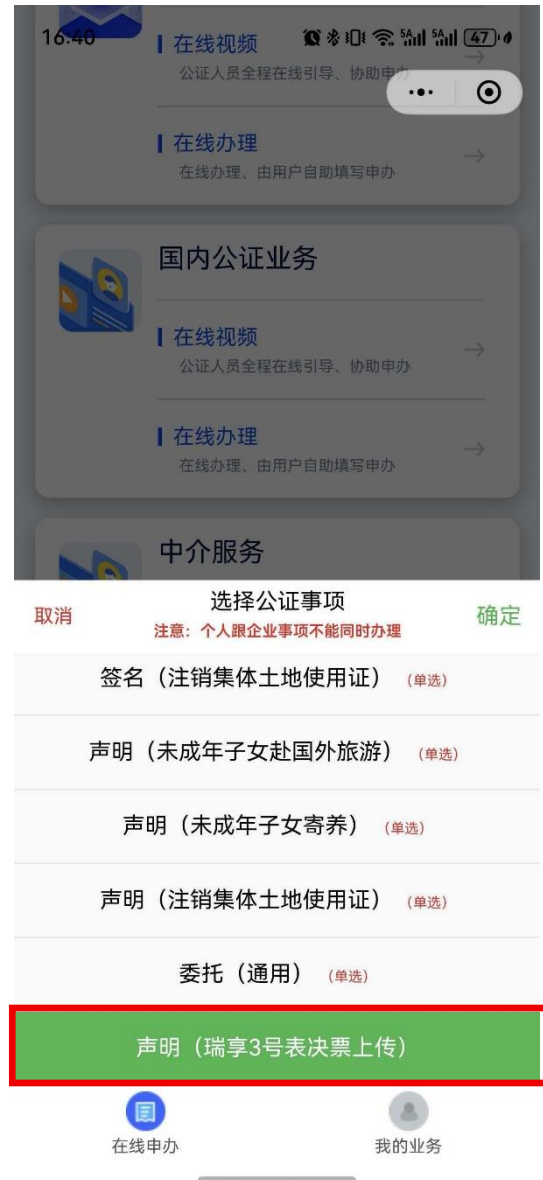 16:40
47
在线视频
公证人员全程在线引导、协助申办
在线办理
在线办理、由用户自助填写申办
国内公证业务
在线视频
公证人员全程在线引导、协助申办
在线办理
在线办理、由用户自助填写申办
中介服务
取消
选择公证事项
确定
注意：个人跟企业事项不能同时办理
签名（注销集体土地使用证）（单选）
声明（未成年子女赴国外旅游）（单选）
声明（未成年子女寄养）（单选）
声明（注销集体土地使用证）（单选）
委托（通用）（单选）
声明（瑞享3号表决票上传）
在线申办
我的业务